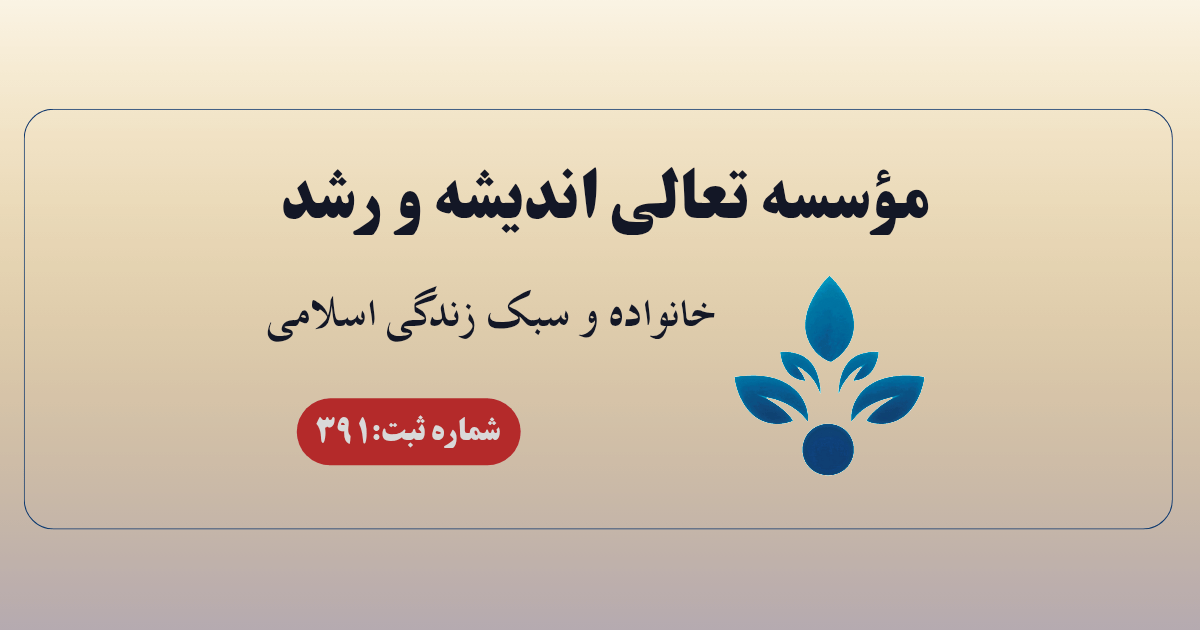 مؤسسه تعالی اندیشه و رشد
خانواده و سبک زندگی اسلامی
شماره ثبت:۳۹۱